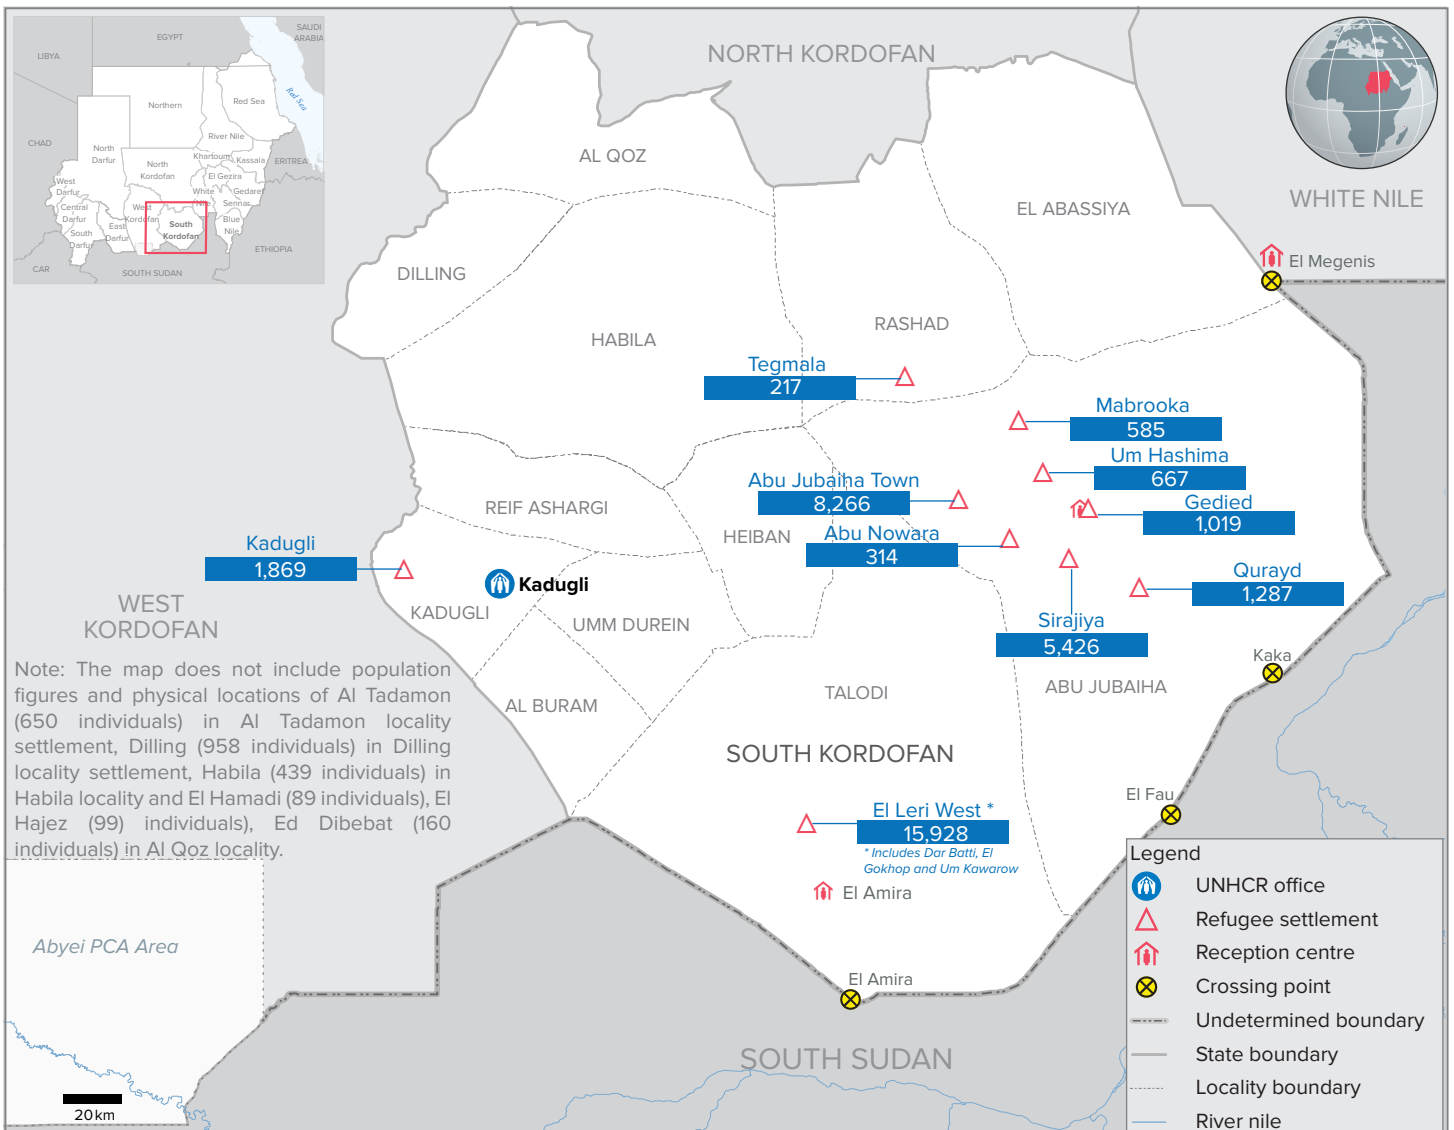 SAUDI
ARABIA
EGYPT
LIBYA
Red Sea
Northern
Red Sea
River Nile
CHAD
North
Darfur
Khartoum
Kassala
ERITREA
North
Kordofan
El Gezira
West
Darfur
White
Nile
Gedaref
Sennar
Central
Darfur
West
Kordofan
South
Kordofan
Blue
Nile
South
Darfur
East
Darfur
ETHIOPIA
CAR
SOUTH SUDAN
NORTH KORDOFAN
WHITE NILE
AL QOZ
EL ABASSIYA
El Megenis
DILLING
RASHAD
HABILA
Tegmala
217
Mabrooka
585
Um Hashima
667
Abu Jubaiha Town
8,266
Gedied
1,019
REIF ASHARGI
HEIBAN
Abu Nowara
314
Kadugli
1,869
Kadugli
Qurayd
1,287
WEST
KORDOFAN
KADUGLI
UMM DUREIN
Sirajiya
5,426
Kaka
Note: The map does not include population
figures and physical locations of Al Tadamon
(650 individuals) in Al Tadamon locality
settlement, Dilling (958 individuals) in Dilling
locality settlement, Habila (439 individuals) in
Habila locality and El Hamadi (89 individuals), El
Hajez (99) individuals), Ed Dibebat (160
individuals) in Al Qoz locality.
AL BURAM
TALODI
ABU JUBAIHA
SOUTH KORDOFAN
El Fau
El Leri West *
15,928
* Includes Dar Batti, El
Gokhop and Um Kawarow
El Amira
El Amira
Abyei PCA Area
SOUTH SUDAN
20 km
Legend
UNHCR office
Refugee settlement
Reception centre
Crossing point
Undetermined boundary
State boundary
Locality boundary
River nile